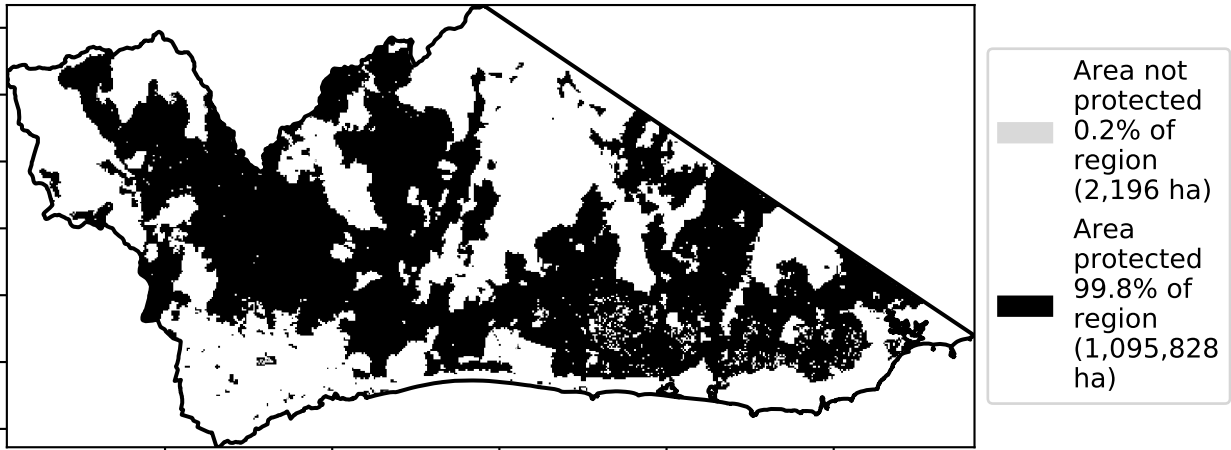 Area not
protected
0.2% of
region
(2,196 ha)
Area
protected
99.8% of
region
(1,095,828
ha)